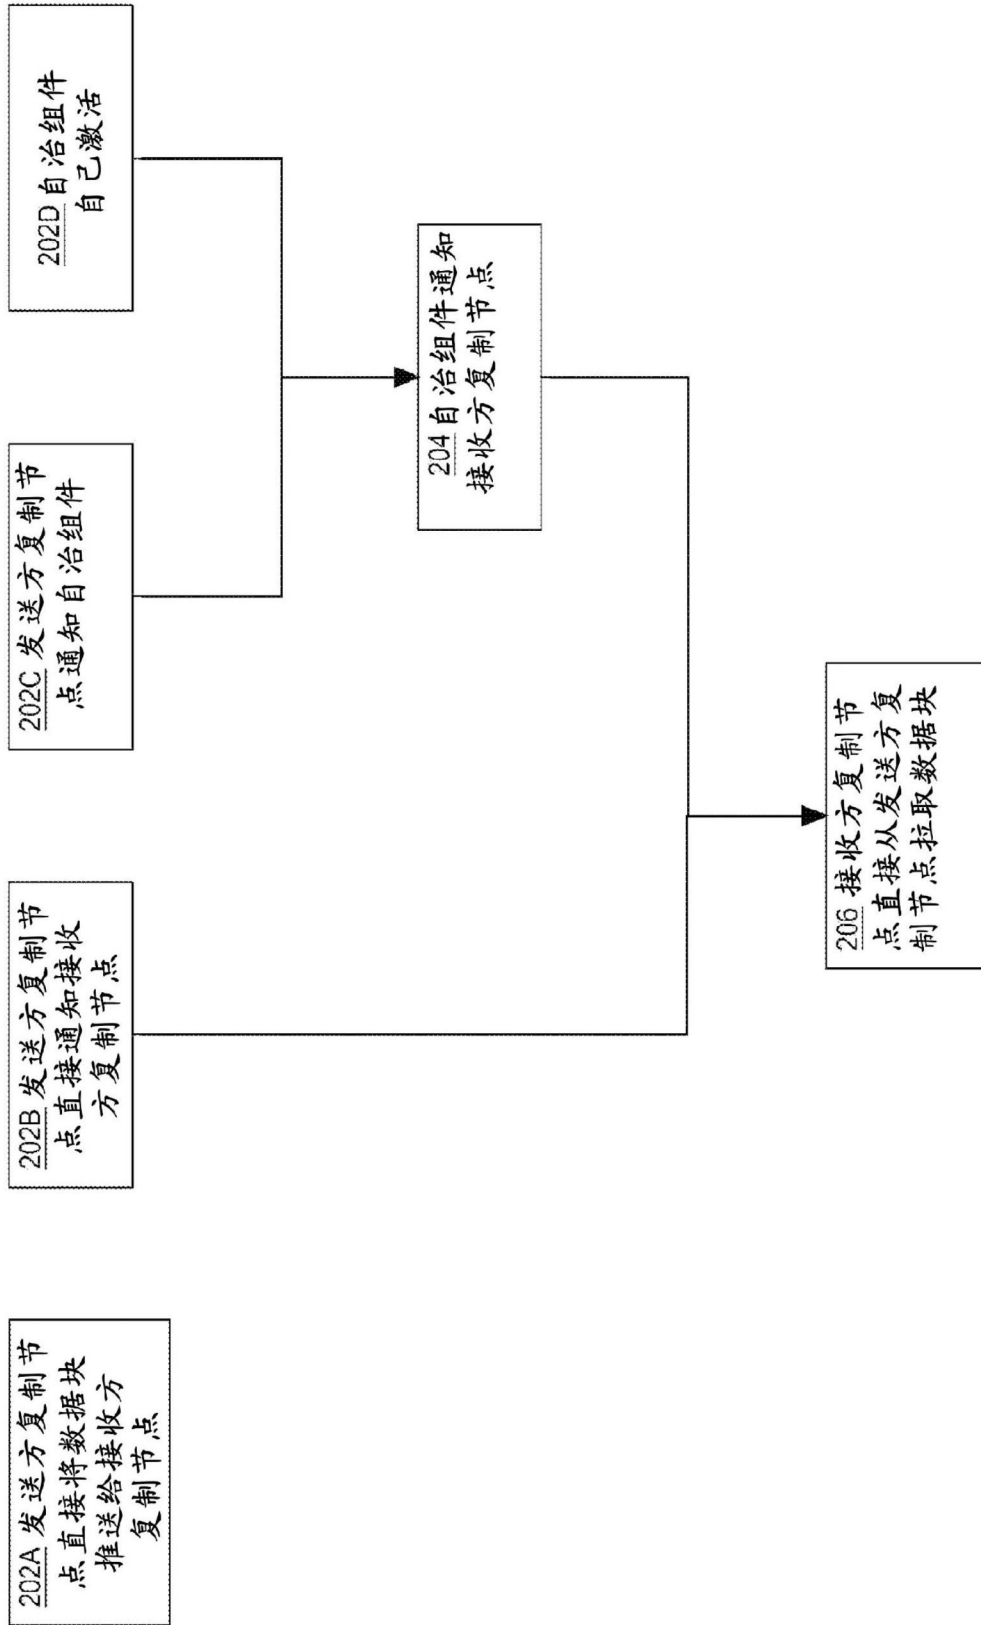 202A 发送方复制节
点直接将数据块
推送给接收方
复制节点
202B 发送方复制节
点直接通知接收
方复制节点
202C 发送方复制节
点通知自治组件
202D 自治组件
自己激活
204 自治组件通知
接收方复制节点
206 接收方复制节
点直接从发送方复
制节点拉取数据块